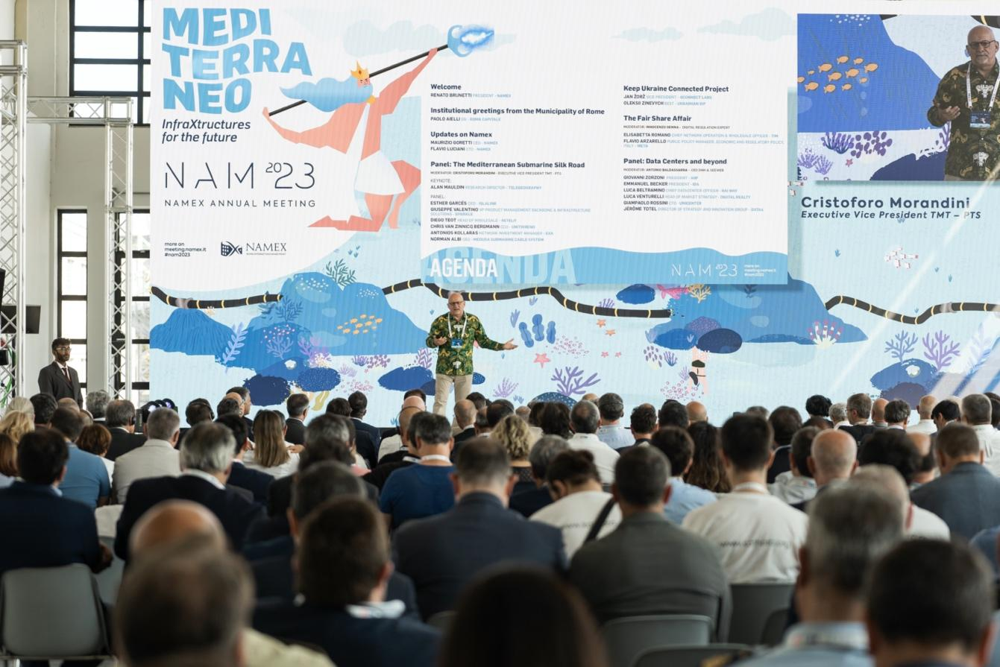 MEDI
TERRA
NEO
InfraXtructures
for the future
NAM 2023
NAMEX ANNUAL MEETING
more on
meeting.namex.it
#nam2023
NAMEX
Welcome
RENATO BRUNETTI PRESIDENT - NAMEX
Institutional greetings from the Municipality of Rome
PAOLO AIELLI DG - ROMA CAPITALE
Updates on Namex
MAURIZIO GORETTI CEO - NAMEX
FLAVIO LUCIANI CTO - NAMEX
Panel: The Mediterranean Submarine Silk Road
MODERATOR: CRISTOFORO MORANDINI - EXECUTIVE VICE PRESIDENT TMT - PTS
KEYNOTE:
ALAN MAULDIN RESEARCH DIRECTOR - TELEGEOGRAPHY
PANEL:
ESTHER GARCÉS CEO - ISLALINK
GIUSEPPE VALENTINO VP PRODUCT MANAGEMENT BACKBONE & INFRASTRUCTURE
SOLUTIONS - SPARKLE
DIEGO TEOT HEAD OF WHOLESALE - RETELIT
CHRIS VAN ZINNICQ BERGMANN CCO - UNITIRRENO
ANTONIOS KOLLARAS NETWORK INVESTMENT MANAGER - EXA
NORMAN ALBI CEO - MEDUSA SUBMARINE CABLE SYSTEM
Keep Ukraine Connected Project
JAN ŽORŽ VICE PRESIDENT - 6CONNECT LABS
OLEKSII ZINEVYCH - UKRAINIAN ISP
The Fair Share Affair
MODERATOR: INNOCENZO GENNA - DIGITAL REGULATION EXPERT
ELISABETTA ROMANO CHIEF NETWORK OPERATION & WHOLESALE OFFICER - TIM
FLAVIO ARZARELLO PUBLIC POLICY MANAGER, ECONOMIC AND REGULATORY POLICY,
ITALY - META
Panel: Data Centers and beyond
MODERATOR: ANTONIO BALDASSARRA - CEO DHH & SEEWEB
GIOVANNI ZORZONI PRESIDENT - AIIP
EMMANUEL BECKER PRESIDENT - IDA
LUCA BELTRAMINO CHIEF DATACENTER OFFICER - RAI WAY
LUCA VENTURELLI HEAD OF MARKET STRATEGY - DIGITAL REALTY
GIAMPAOLO ROSSINI CTO - UNICENTER
JÉRÔME TOTEL DIRECTOR OF STRATEGY AND INNOVATION GROUP - DATA4
AGENDA
AGENDA
NAM 2023
more on
meeting.namex.it
#nam2023
Cristoforo Morandini
Executive Vice President TMT – PTS